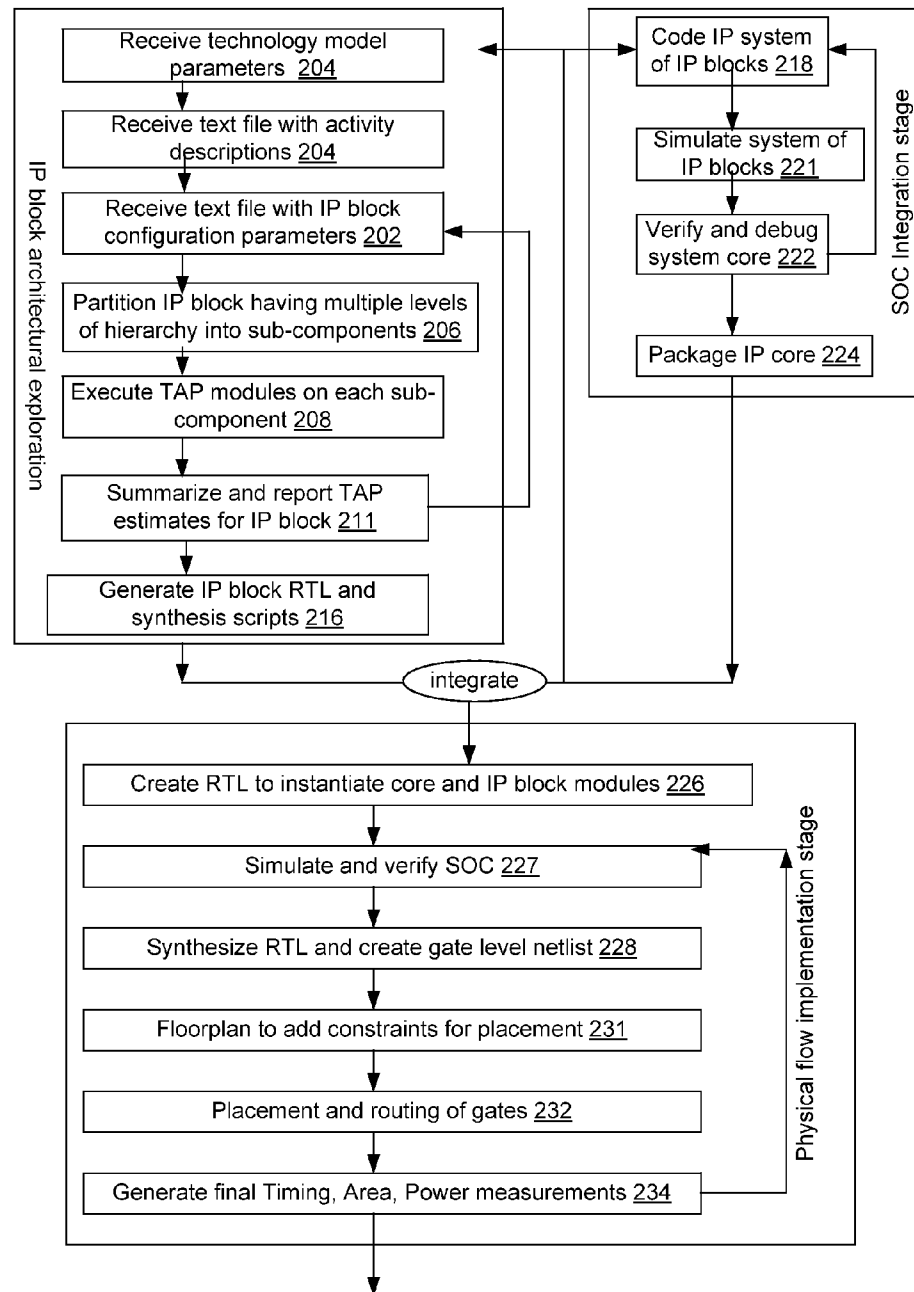 Receive technology model
parameters 204
Receive text file with activity
descriptions 204
Receive text file with IP block
configuration parameters 202
Partition IP block having multiple levels
of hierarchy into sub-components 206
Execute TAP modules on each sub-
component 208
Summarize and report TAP
estimates for IP block 211
Generate IP block RTL and
synthesis scripts 216
IP block architectural exploration
Code IP system
of IP blocks 218
Simulate system of
IP blocks 221
Verify and debug
system core 222
Package IP core 224
SOC Integration stage
integrate
Create RTL to instantiate core and IP block modules 226
Simulate and verify SOC 227
Synthesize RTL and create gate level netlist 228
Floorplan to add constraints for placement 231
Placement and routing of gates 232
Generate final Timing, Area, Power measurements 234
Physical flow implementation stage